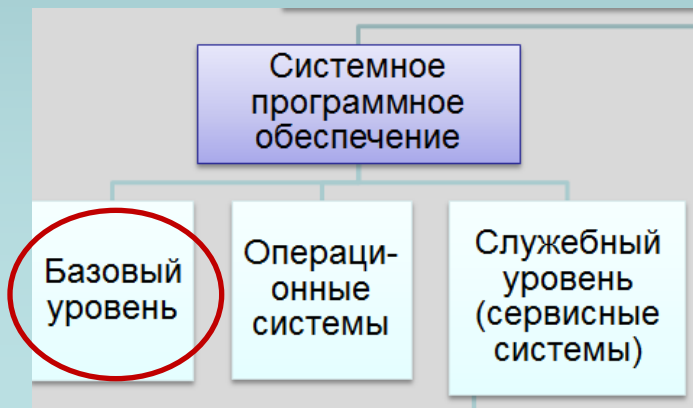 Системное
программное
обеспечение
Базовый
уровень
Операци-
онные
системы
Служебный
уровень
(сервисные
системы)